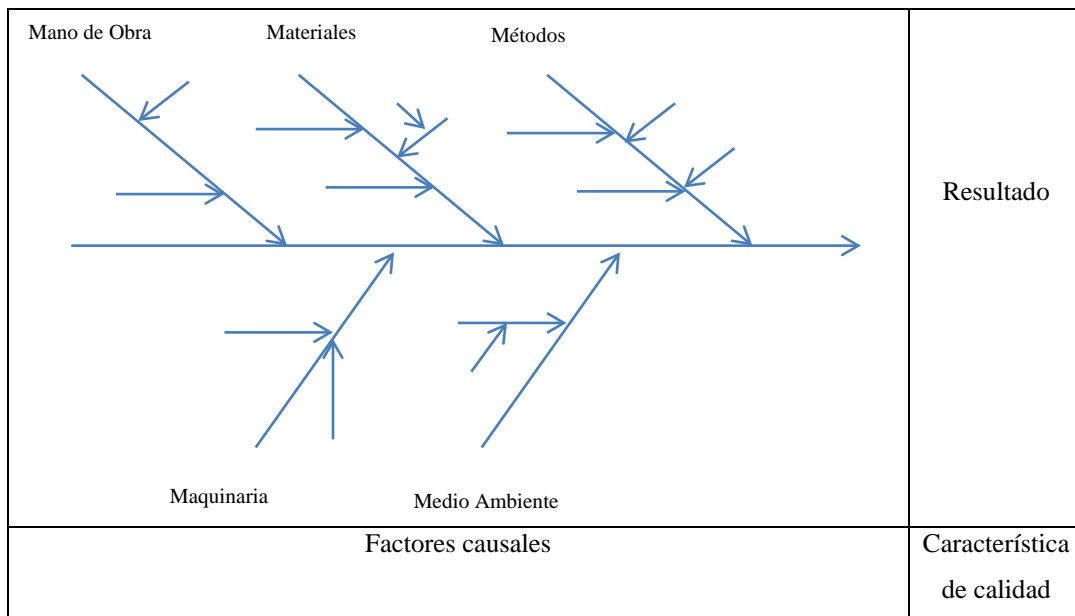 Mano de Obra
Materiales
Métodos
Resultado
Maquinaria
Medio Ambiente
Factores causales
Característica
de calidad